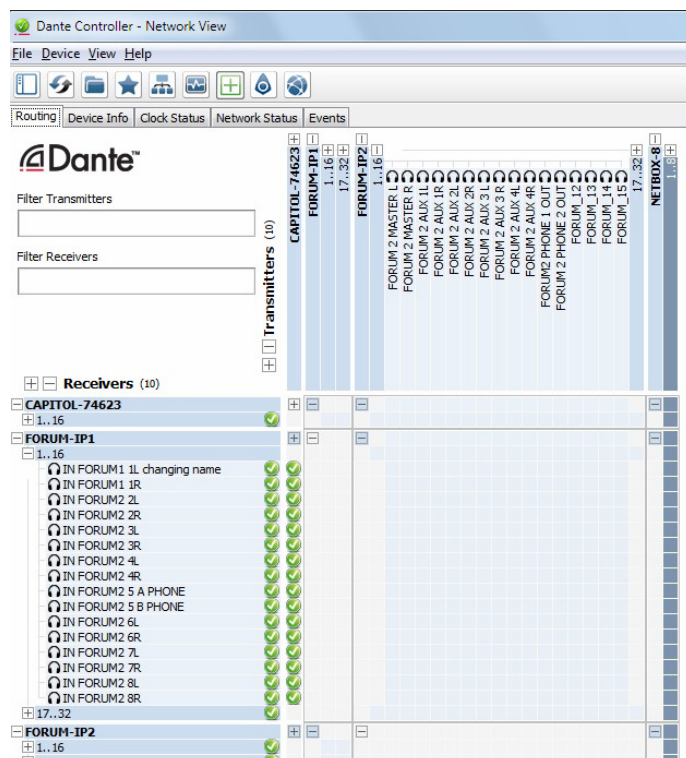 Dante Controller - Network View
File Device View Help
Routing Device Info Clock Status Network Status Events
Dante™
Filter Transmitters
Filter Receivers
Transmitters (10)
Receivers (10)
CAPITOL-74623
FORUM-IP1
1..16
17..32
FORUM-IP2
1..16
FORUM 2 MASTER L
FORUM 2 MASTER R
FORUM 2 AUX 1L
FORUM 2 AUX 1R
FORUM 2 AUX 2L
FORUM 2 AUX 2R
FORUM 2 AUX 3 L
FORUM 2 AUX 3 R
FORUM 2 AUX 4L
FORUM 2 AUX 4R
FORUM2 PHONE 1 OUT
FORUM 2 PHONE 2 OUT
FORUM_12
FORUM_13
FORUM_14
FORUM_15
17..32
NETBOX-8
1..8
CAPITOL-74623
1..16
FORUM-IP1
1..16
IN FORUM1 1L changing name
IN FORUM1 1R
IN FORUM2 2L
IN FORUM2 2R
IN FORUM2 3L
IN FORUM2 3R
IN FORUM2 4L
IN FORUM2 4R
IN FORUM2 5 A PHONE
IN FORUM2 5 B PHONE
IN FORUM2 6L
IN FORUM2 6R
IN FORUM2 7L
IN FORUM2 7R
IN FORUM2 8L
IN FORUM2 8R
17..32
FORUM-IP2
1..16